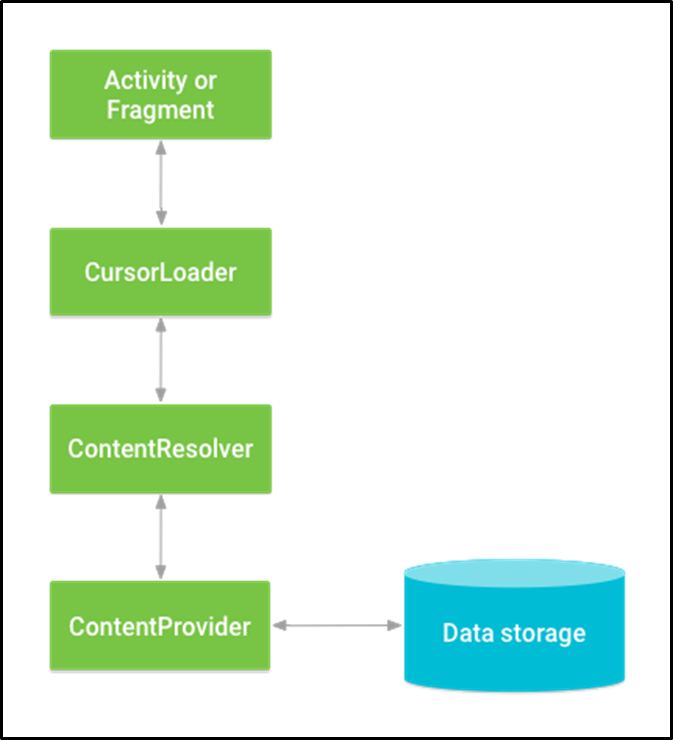 Activity or
Fragment
CursorLoader
ContentResolver
ContentProvider
Data storage